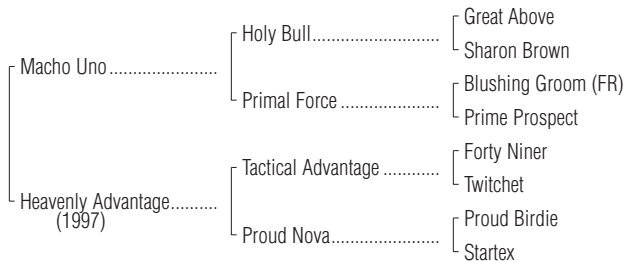 Great Above
Holy Bull
Sharon Brown
Macho Uno
Blushing Groom (FR)
Primal Force
Prime Prospect
Forty Niner
Tactical Advantage
Twitchet
Heavenly Advantage
(1997)
Proud Birdie
Proud Nova
Startex